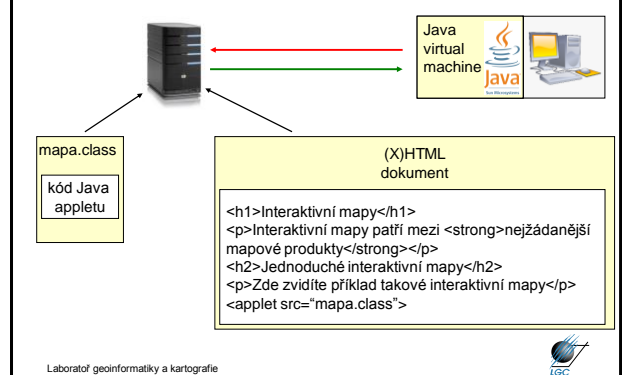 Java
virtual
machine
Java
Sun Microsystems
mapa.class
kód Java
appletu
(X)HTML
dokument
<h1>Interaktivní mapy</h1>
<p>Interaktivní mapy patří mezi <strong>nejžádanější
mapové produkty</strong></p>
<h2>Jednoduché interaktivní mapy</h2>
<p>Zde zvidíte příklad takové interaktivní mapy</p>
<applet src=“mapa.class”>
Laboratoř geoinformatiky a kartografie
LGC